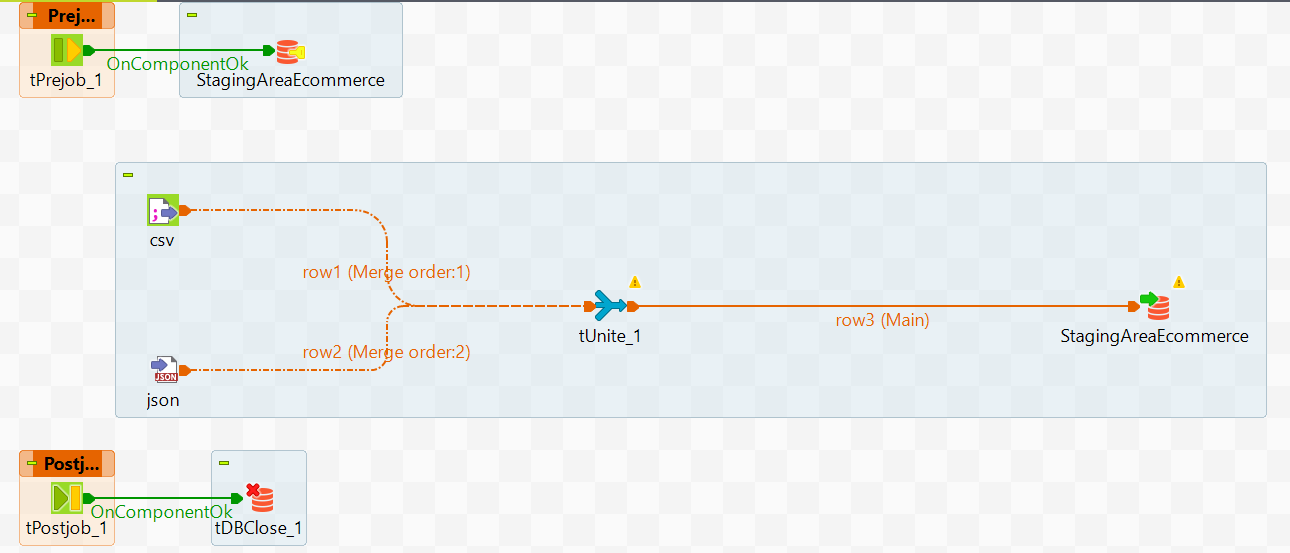 Prej...
OnComponentOk
tPrejob_1
StagingAreaEcommerce
csv
row1 (Merge order:1)
tUnite_1
row3 (Main)
StagingAreaEcommerce
row2 (Merge order:2)
JSON
json
Postj...
OnComponentOk
tPostjob_1
tDBClose_1